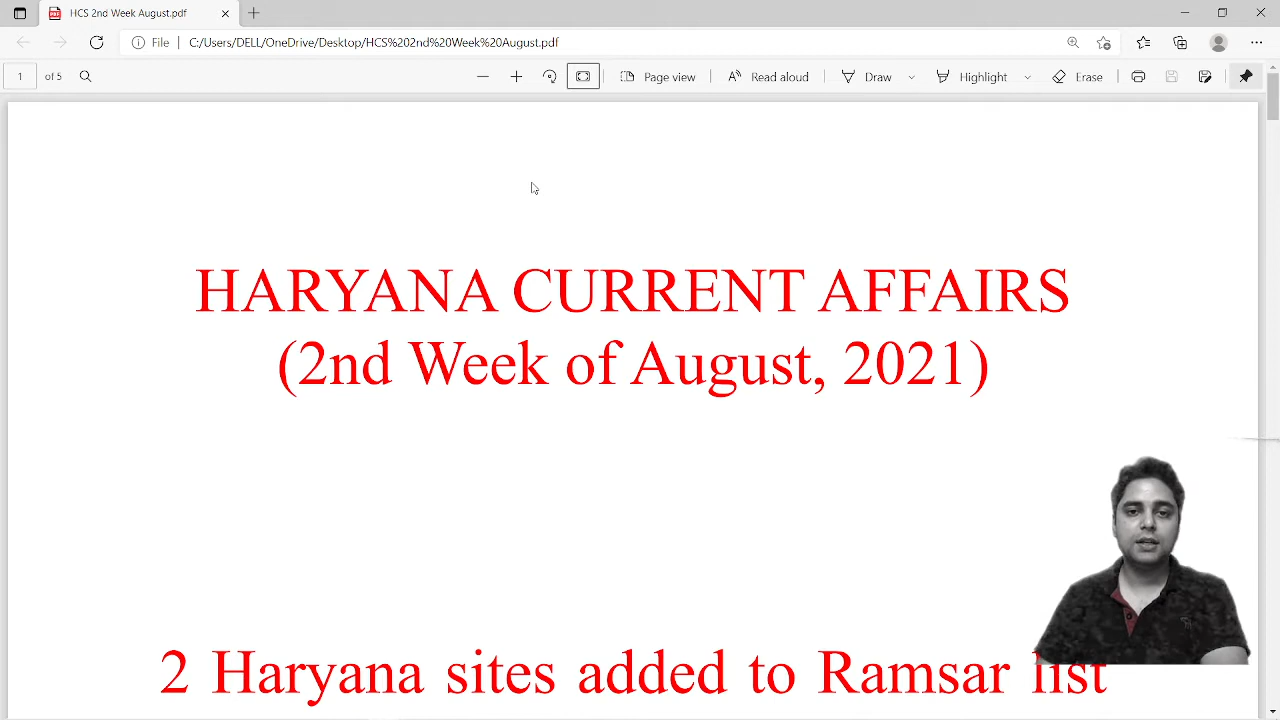 HCS 2nd Week August.pdf
File C:/Users/DELL/OneDrive/Desktop/HCS%202nd%20Week%20August.pdf
1 of 5 Page view Read aloud Draw Highlight Erase
HARYANA CURRENT AFFAIRS
(2nd Week of August, 2021)
2 Haryana sites added to Ramsar list